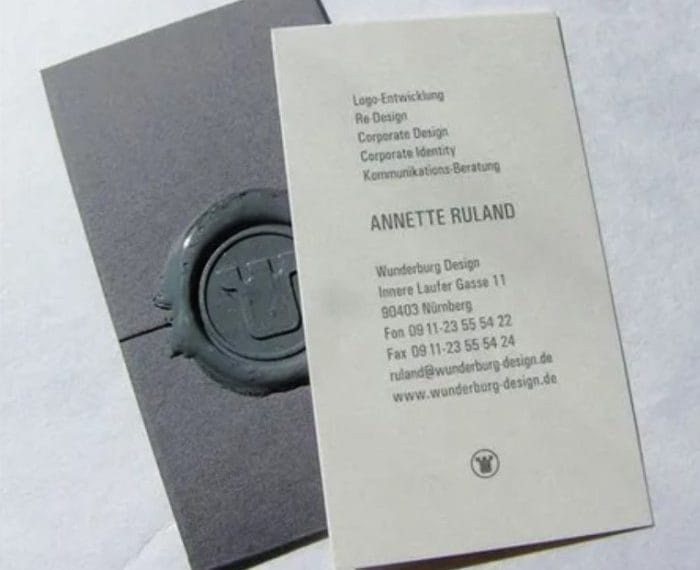 Logo-Entwicklung
Re-Design
Corporate Design
Corporate Identity
Kommunikations-Beratung
ANNETTE RULAND
Wunderburg Design
Innere Laufer Gasse 11
90403 Nürnberg
Fon 09 11-23 55 54 22
Fax 09 11-23 55 54 24
ruland@wunderburg-design.de
www.wunderburg-design.de